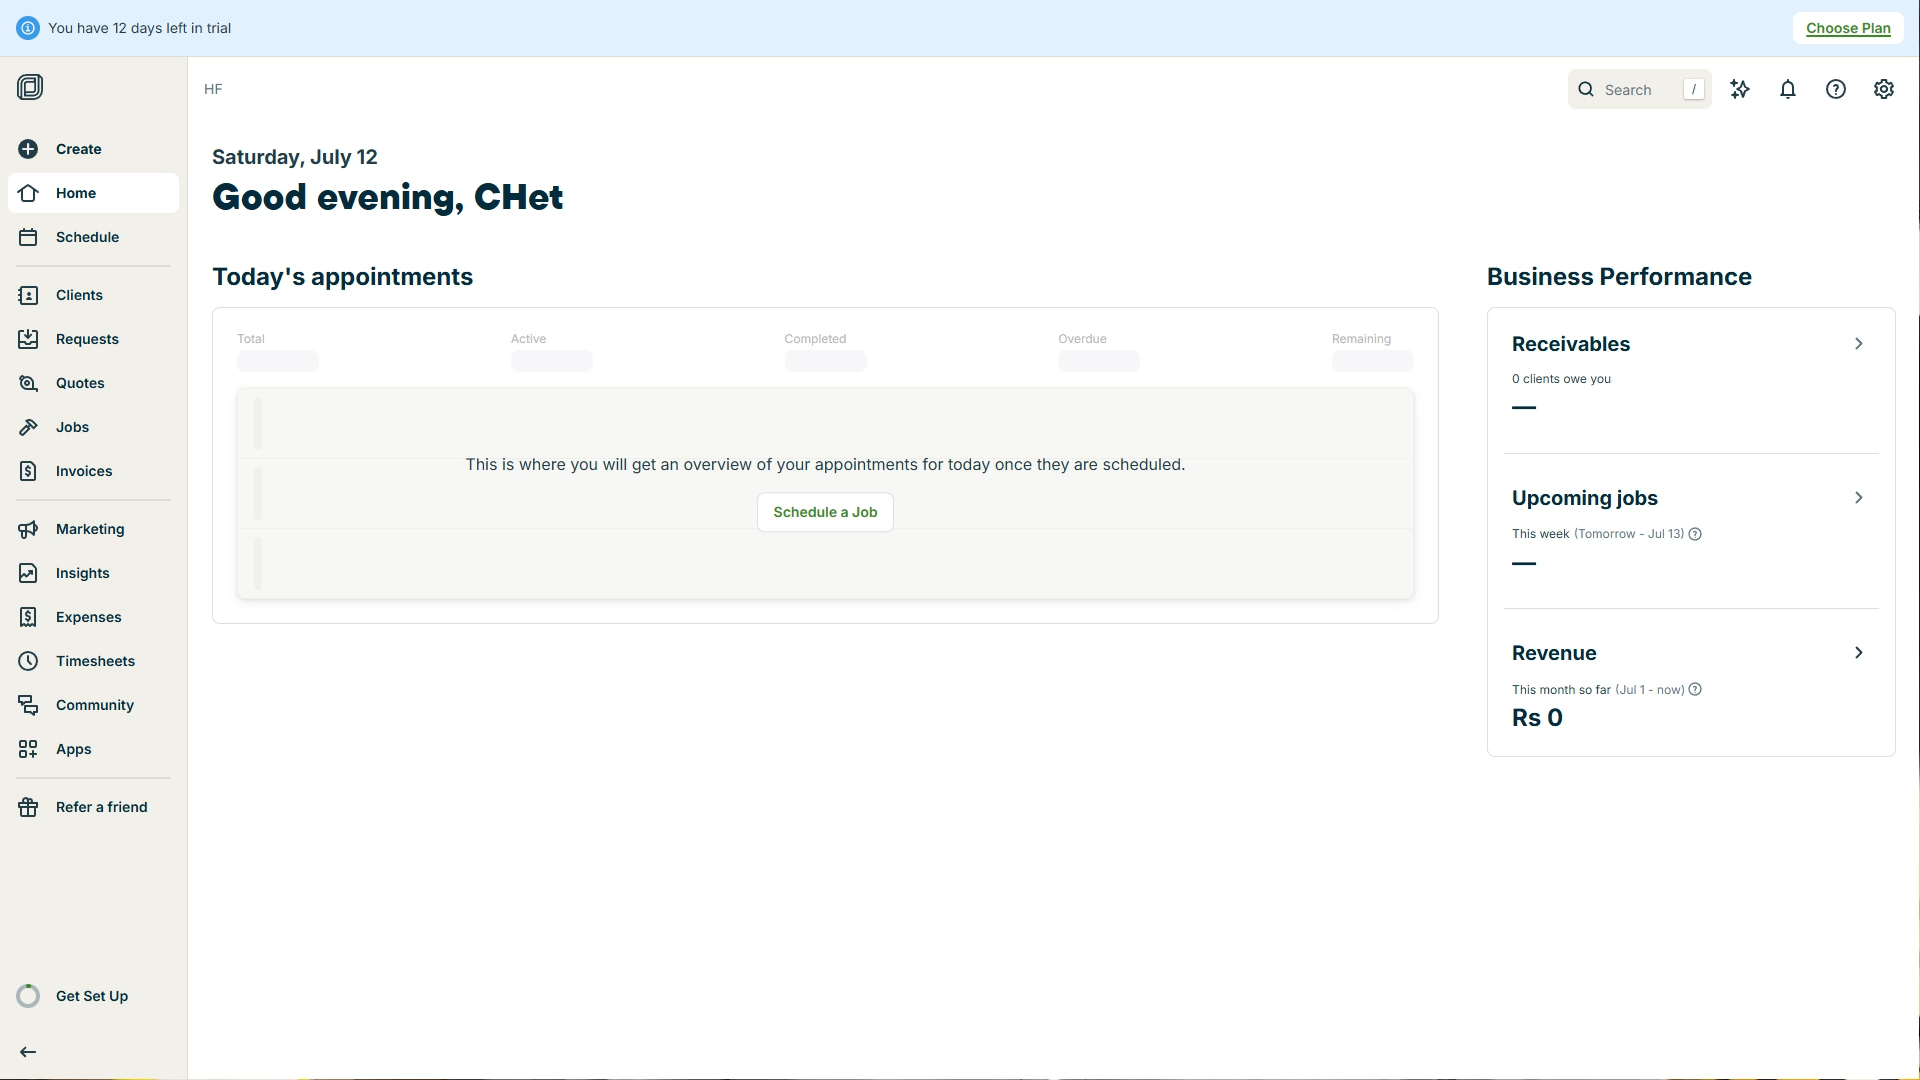 You have 12 days left in trial
Choose Plan
HF
Search /
Create
Home
Schedule
Clients
Requests
Quotes
Jobs
Invoices
Marketing
Insights
Expenses
Timesheets
Community
Apps
Refer a friend
Get Set Up
Saturday, July 12
Good evening, CHet
Today's appointments
Total Active Completed Overdue Remaining
This is where you will get an overview of your appointments for today once they are scheduled.
Schedule a Job
Business Performance
Receivables
0 clients owe you
—
Upcoming jobs
This week (Tomorrow - Jul 13)
—
Revenue
This month so far (Jul 1 - now)
Rs 0